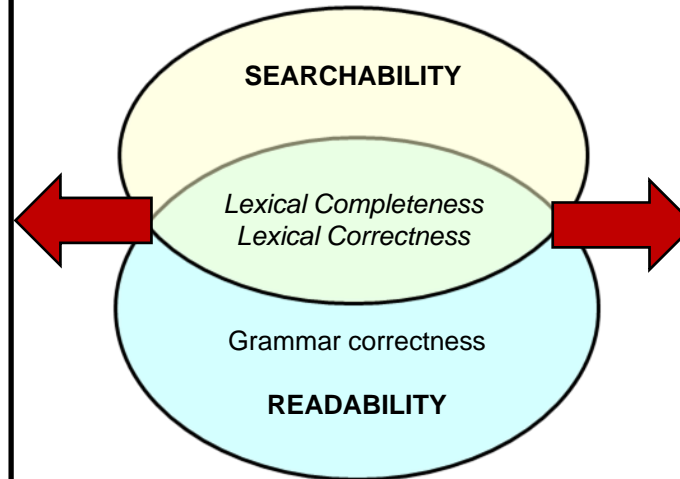 SEARCHABILITY
Lexical Completeness
Lexical Correctness
Grammar correctness
READABILITY